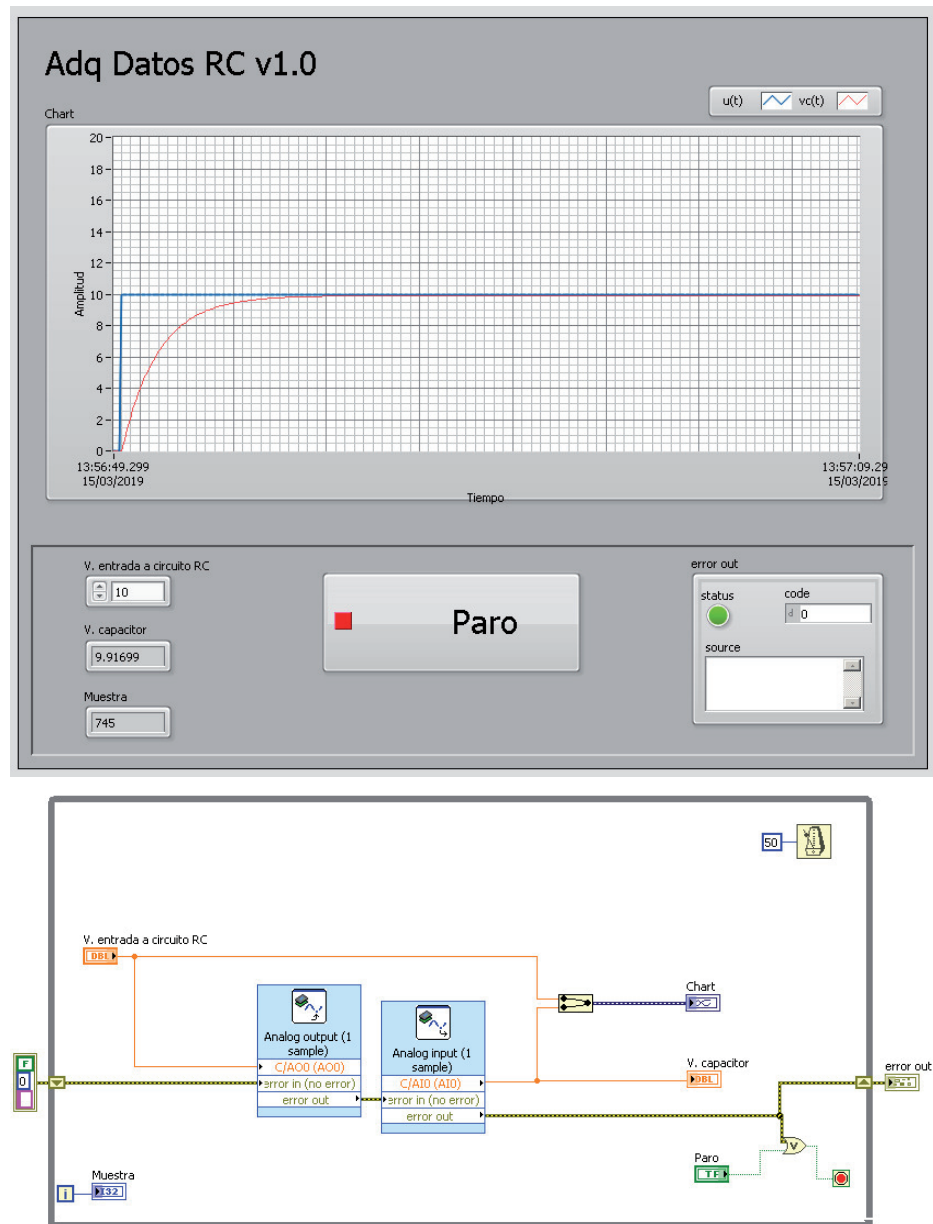 Adq Datos RC v1.0
u(t) vc(t)
Chart
20
18
16
14
12
10
8
6
4
2
0
Amplitud
13:56:49.299
15/03/2019
13:57:09.29
15/03/2019
Tiempo
V. entrada a circuito RC
10
V. capacitor
9.91699
Muestra
745
Paro
error out
status
code
d 0
source
50
V. entrada a circuito RC
DBL
Analog output (1
sample)
C/AO0 (AO0)
error in (no error)
error out
Analog input (1
sample)
C/AI0 (AI0)
error in (no error)
error out
Chart
V. capacitor
DBL
error out
F
0
Paro
TF
V
Muestra
i
I32